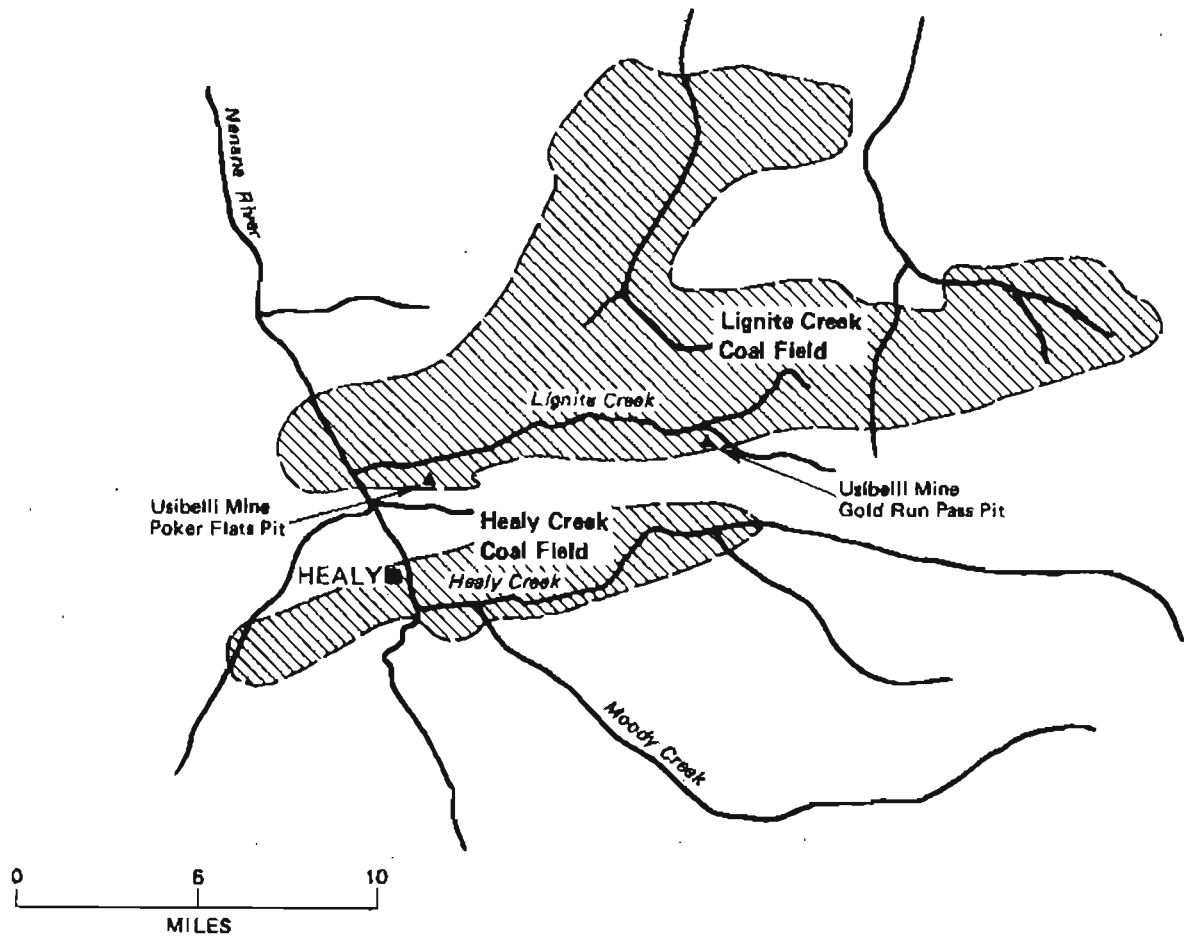 Nenana River
Lignite Creek
Coal Field
Lignite Creek
Usibelli Mine
Poker Flats Pit
Usibelli Mine
Gold Run Pass Pit
Healy Creek
Coal Field
HEALY
Healy Creek
Moody Creek
0 5 10
MILES